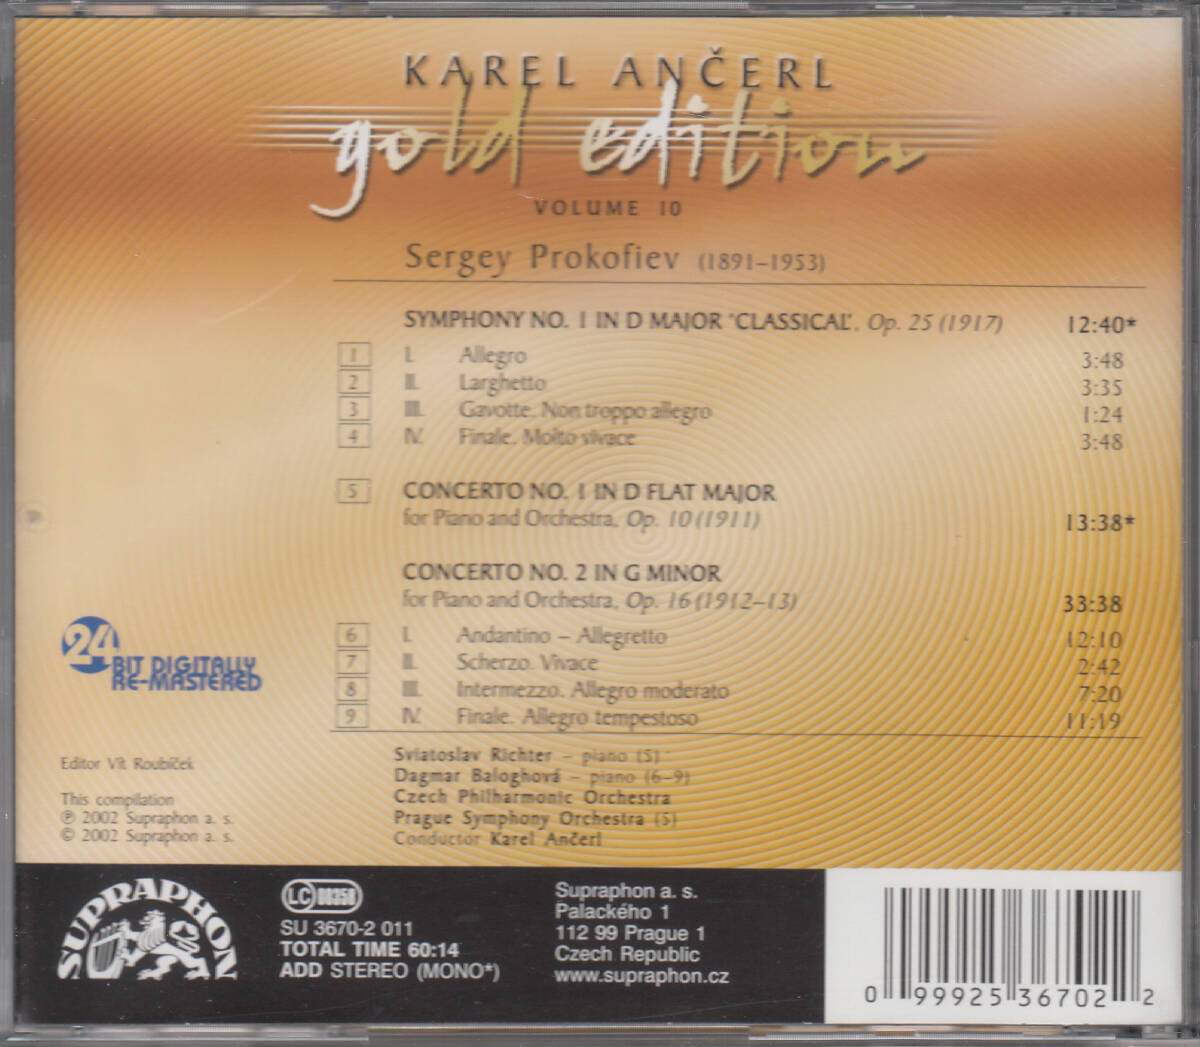 KAREL ANČERL
gold edition
VOLUME 10
Sergey Prokofiev (1891–1953)
SYMPHONY NO. 1 IN D MAJOR 'CLASSICAL', Op. 25 (1917) 12:40*
1 I. Allegro 3:48
2 II. Larghetto 3:35
3 III. Gavotte. Non troppo allegro 1:24
4 IV. Finale. Molto vivace 3:48
5 CONCERTO NO. 1 IN D FLAT MAJOR
for Piano and Orchestra, Op. 10 (1911) 13:38*
CONCERTO NO. 2 IN G MINOR
for Piano and Orchestra, Op. 16 (1912–13) 33:38
6 I. Andantino – Allegretto 12:10
7 II. Scherzo. Vivace 2:42
8 III. Intermezzo. Allegro moderato 7:20
9 IV. Finale. Allegro tempestoso 11:19
24
BIT DIGITALLY
RE-MASTERED
Sviatoslav Richter – piano (5)
Dagmar Baloghová – piano (6–9)
Czech Philharmonic Orchestra
Prague Symphony Orchestra (5)
Conductor Karel Ančerl
Editor Vít Roubíček
This compilation
℗ 2002 Supraphon a. s.
© 2002 Supraphon a. s.
SUPRAPHON
LC 00358
SU 3670-2 011
TOTAL TIME 60:14
ADD STEREO (MONO*)
Supraphon a. s.
Palackého 1
112 99 Prague 1
Czech Republic
www.supraphon.cz
0 99925 36702 2